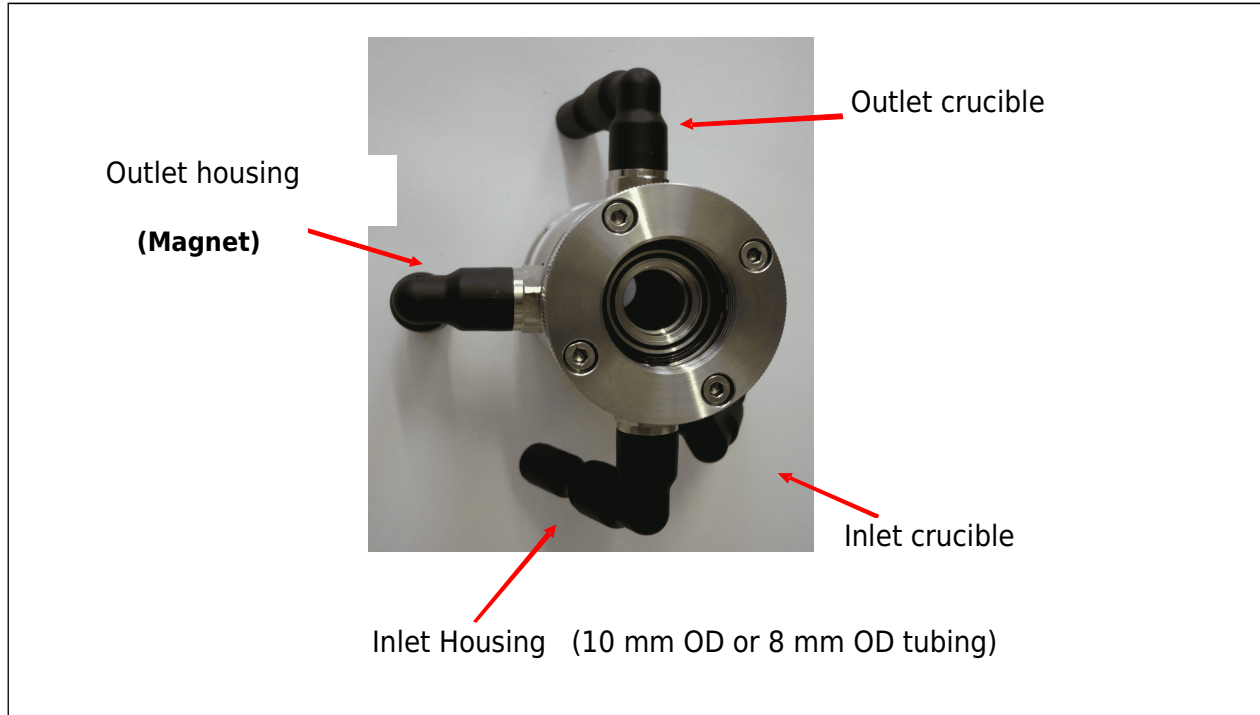 Outlet crucible
Outlet housing
(Magnet)
Inlet crucible
Inlet Housing (10 mm OD or 8 mm OD tubing)